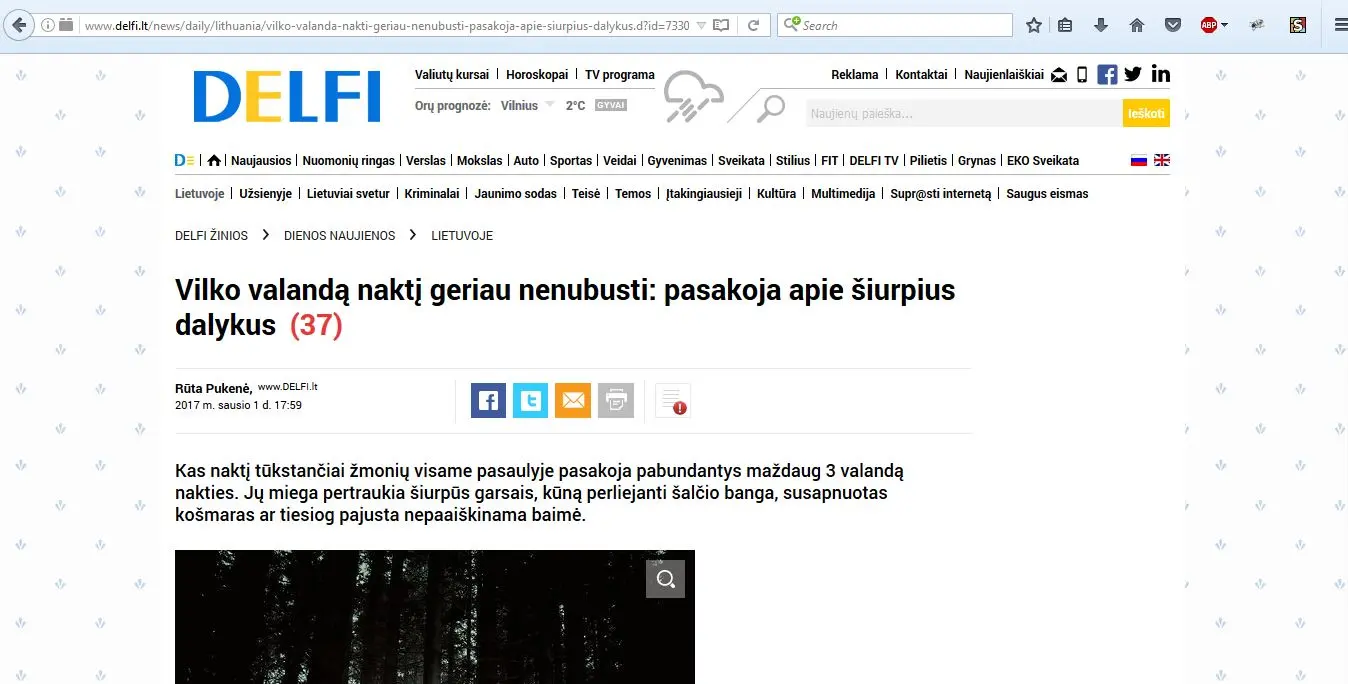 www.delfi.lt/news/daily/lithuania/vilko-valanda-nakti-geriau-nenubusti-pasakoja-apie-siurpius-dalykus.d?id=7330
Search
ABP
S
DELFI
Valiutų kursai | Horoskopai | TV programa
Orų prognozė: Vilnius 2°C GYVAI
Reklama | Kontaktai | Naujienlaiškiai
Naujienų paieška...
Ieškoti
DE | Naujausios | Nuomonių ringas | Verslas | Mokslas | Auto | Sportas | Veidai | Gyvenimas | Sveikata | Stilius | FIT | DELFI TV | Pilietis | Grynas | EKO Sveikata
Lietuvoje | Užsienyje | Lietuviai svetur | Kriminalai | Jaunimo sodas | Teisė | Temos | Įtakingiausieji | Kultūra | Multimedija | Supr@sti internetą | Saugus eismas
DELFI ŽINIOS > DIENOS NAUJIENOS > LIETUVOJE
Vilko valandą naktį geriau nenubusti: pasakoja apie šiurpius
dalykus (37)
Rūta Pukenė, www.DELFI.lt
2017 m. sausio 1 d. 17:59
Kas naktį tūkstančiai žmonių visame pasaulyje pasakoja pabundantys maždaug 3 valandą
nakties. Jų miega pertraukia šiurpūs garsais, kūną perliejanti šalčio banga, susapnuotas
košmaras ar tiesiog pajusta nepaaiškinama baimė.